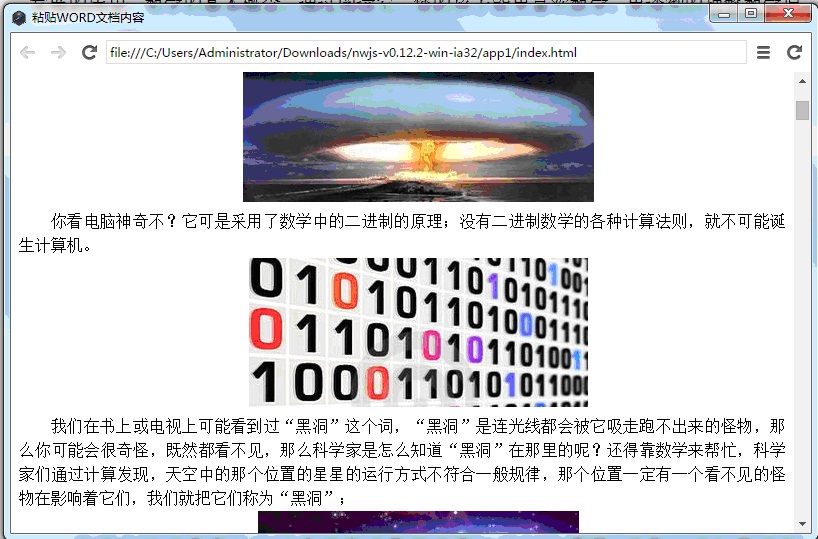 粘贴WORD文档内容
file:///C:/Users/Administrator/Downloads/nwjs-v0.12.2-win-ia32/app1/index.html
你看电脑神奇不？它可是采用了数学中的二进制的原理；没有二进制数学的各种计算法则，就不可能诞
生计算机。
我们在书上或电视上可能看到过“黑洞”这个词，“黑洞”是连光线都会被它吸走跑不出来的怪物，那
么你可能会很奇怪，既然都看不见，那么科学家是怎么知道“黑洞”在那里的呢？还得靠数学来帮忙，科学
家们通过计算发现，天空中的那个位置的星星的运行方式不符合一般规律，那个位置一定有一个看不见的怪
物在影响着它们，我们就把它们称为“黑洞”；